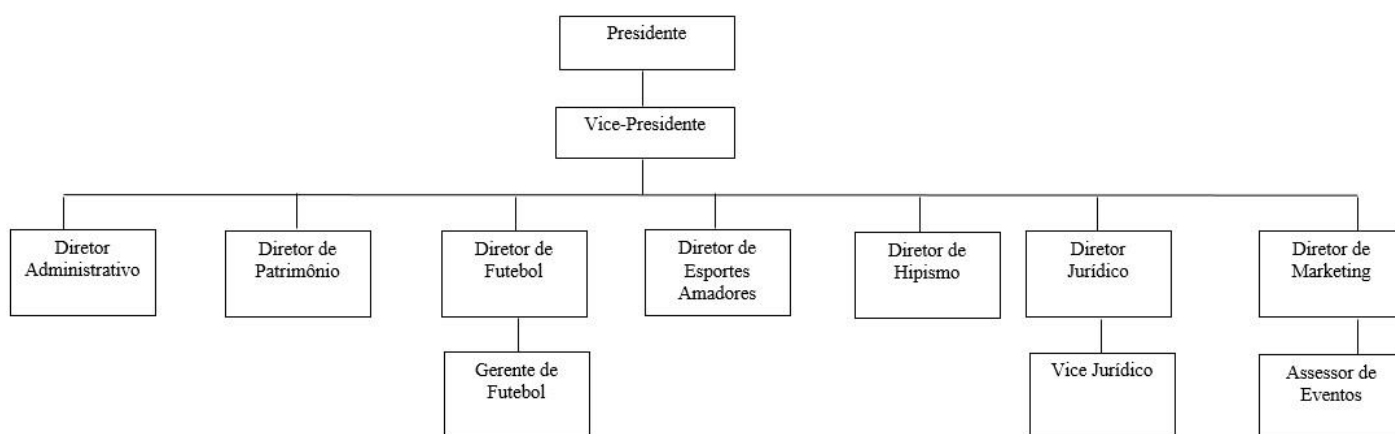 Presidente
Vice-Presidente
Diretor
Administrativo
Diretor de
Patrimônio
Diretor de
Futebol
Diretor de
Esportes
Amadores
Diretor de
Hipismo
Diretor
Jurídico
Diretor de
Marketing
Gerente de
Futebol
Vice Jurídico
Assessor de
Eventos